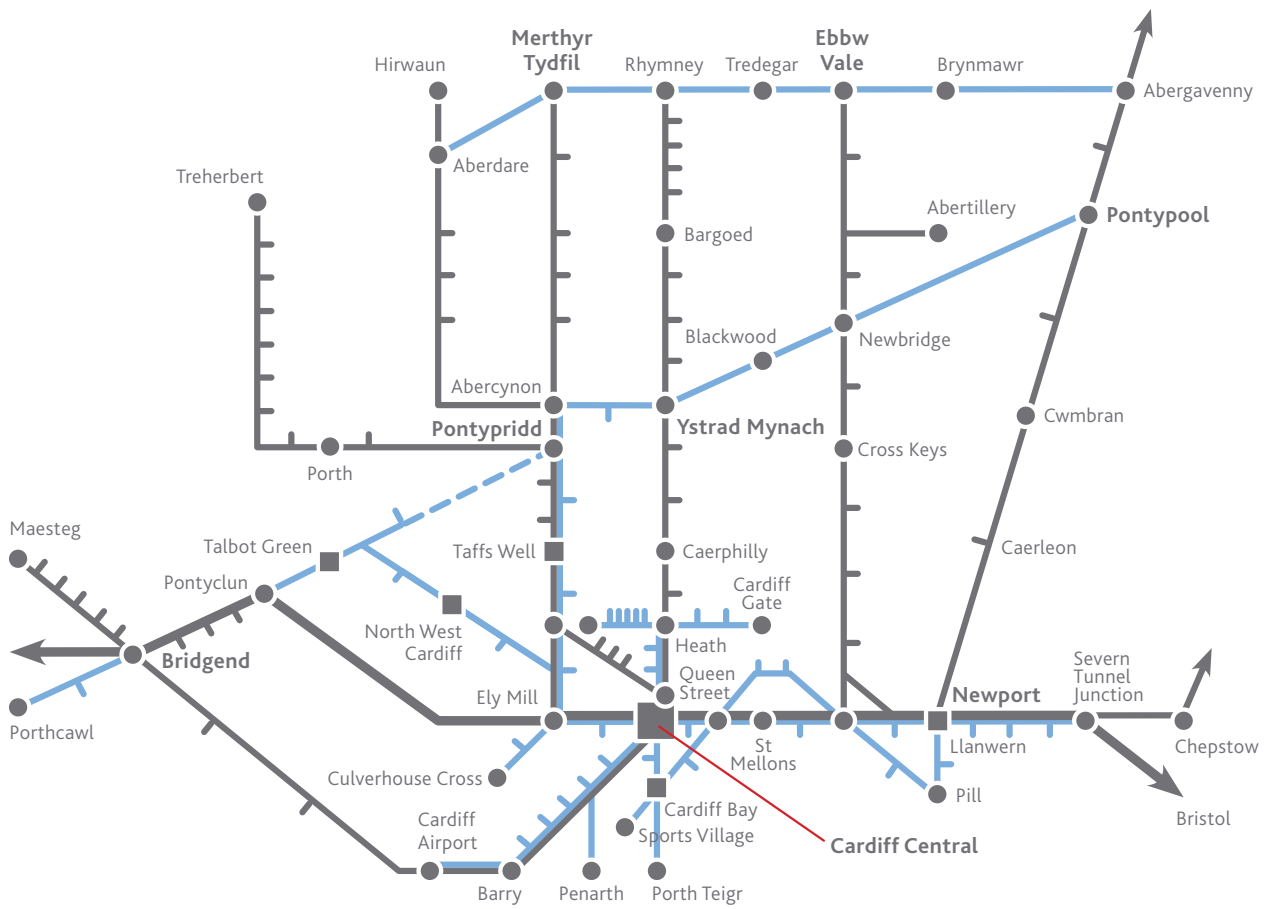 Merthyr
Tydfil
Ebbw
Vale
Hirwaun
Rhymney
Tredegar
Brynmawr
Abergavenny
Aberdare
Treherbert
Abertillery
Pontypool
Bargoed
Blackwood
Newbridge
Abercynon
Cwmbran
Pontypridd
Ystrad Mynach
Cross Keys
Porth
Maesteg
Talbot Green
Taffs Well
Caerphilly
Caerleon
Pontyclun
Cardiff
Gate
North West
Cardiff
Heath
Bridgend
Queen
Street
Severn
Tunnel
Junction
Ely Mill
Newport
Porthcawl
St
Mellons
Llanwern
Chepstow
Culverhouse Cross
Pill
Cardiff Bay
Bristol
Cardiff
Airport
Sports Village
Cardiff Central
Barry
Penarth
Porth Teigr